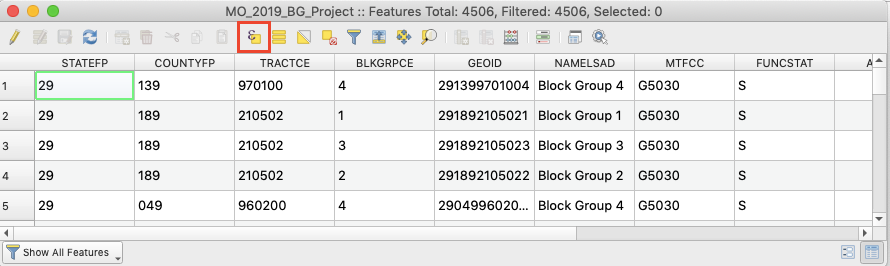 MO_2019_BG_Project :: Features Total: 4506, Filtered: 4506, Selected: 0
STATEFP COUNTYFP TRACTCE BLKGRPCE GEOID NAMELSAD MTFCC FUNCSTAT A
1 29 139 970100 4 291399701004 Block Group 4 G5030 S
2 29 189 210502 1 291892105021 Block Group 1 G5030 S
3 29 189 210502 3 291892105023 Block Group 3 G5030 S
4 29 189 210502 2 291892105022 Block Group 2 G5030 S
5 29 049 960200 4 2904996020... Block Group 4 G5030 S
Show All Features